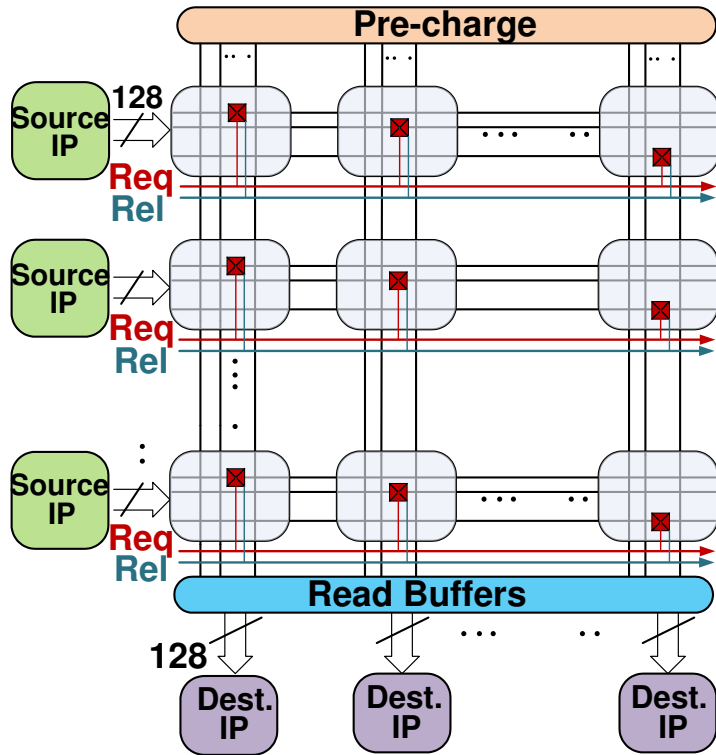 Pre-charge
128
Source
IP
Req
Rel
Source
IP
Req
Rel
Source
IP
Req
Rel
Read Buffers
128
Dest.
IP
Dest.
IP
Dest.
IP